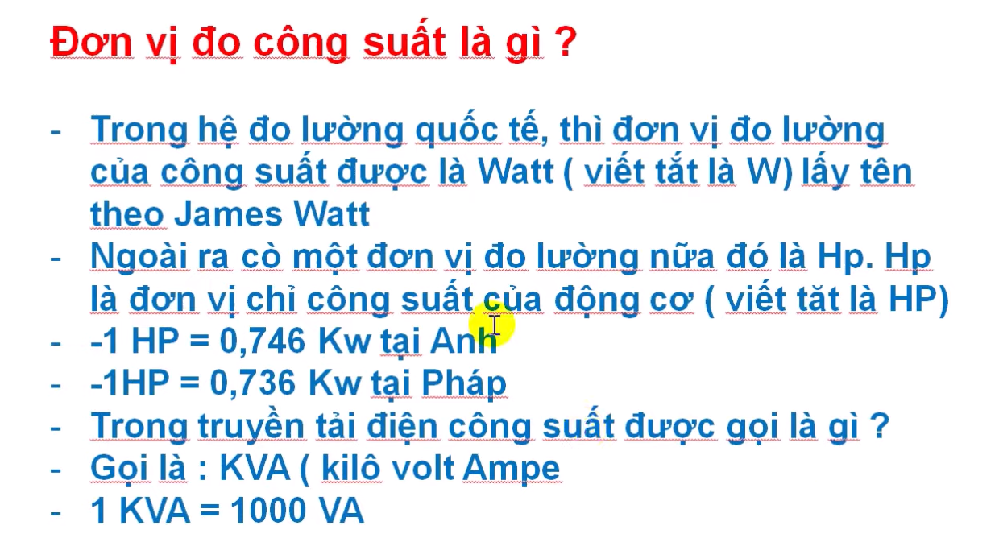 Đơn vị đo công suất là gì ?
- Trong hệ đo lường quốc tế, thì đơn vị đo lường
của công suất được là Watt ( viết tắt là W) lấy tên
theo James Watt
- Ngoài ra cò một đơn vị đo lường nữa đó là Hp. Hp
là đơn vị chỉ công suất của động cơ ( viết tăt là HP)
- -1 HP = 0,746 Kw tại Anh
- -1HP = 0,736 Kw tại Pháp
- Trong truyền tải điện công suất được gọi là gì ?
- Gọi là : KVA ( kilô volt Ampe
- 1 KVA = 1000 VA